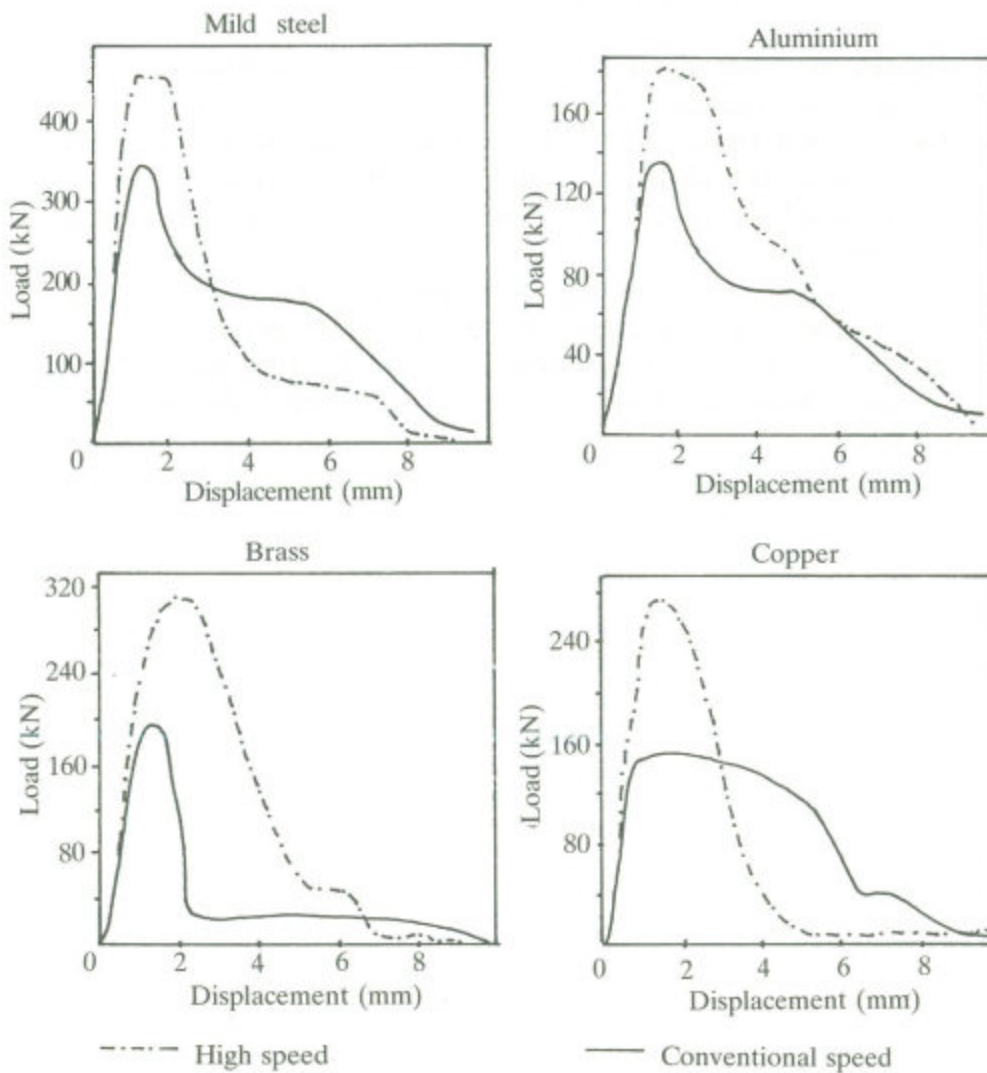 Mild steel
Load (kN)
400
300
200
100
0
2
4
6
8
Displacement (mm)
Aluminium
Load (kN)
160
120
80
40
0
2
4
6
8
Displacement (mm)
Brass
Load (kN)
320
240
160
80
0
2
4
6
8
Displacement (mm)
Copper
Load (kN)
240
160
80
0
2
4
6
8
Displacement (mm)
High speed
Conventional speed